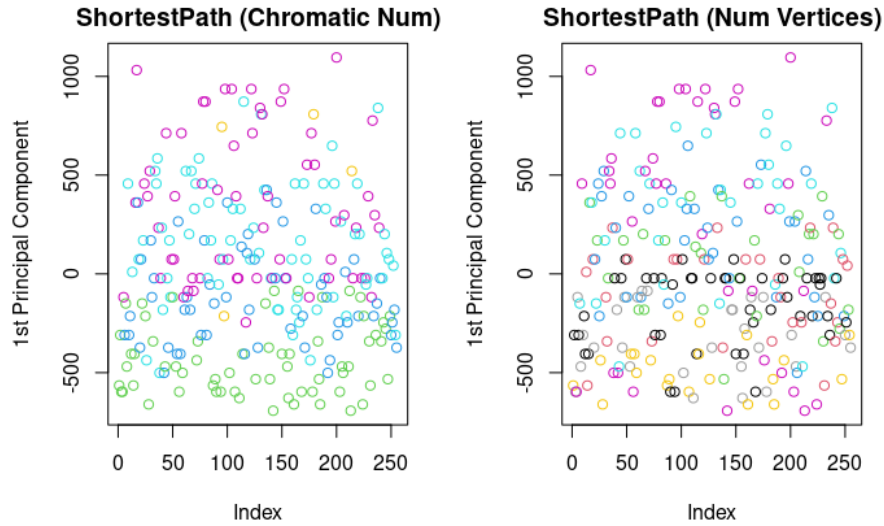 ShortestPath (Chromatic Num)
1st Principal Component
1000
500
0
-500
0 50 100 150 200 250
Index
ShortestPath (Num Vertices)
1st Principal Component
1000
500
0
-500
0 50 100 150 200 250
Index